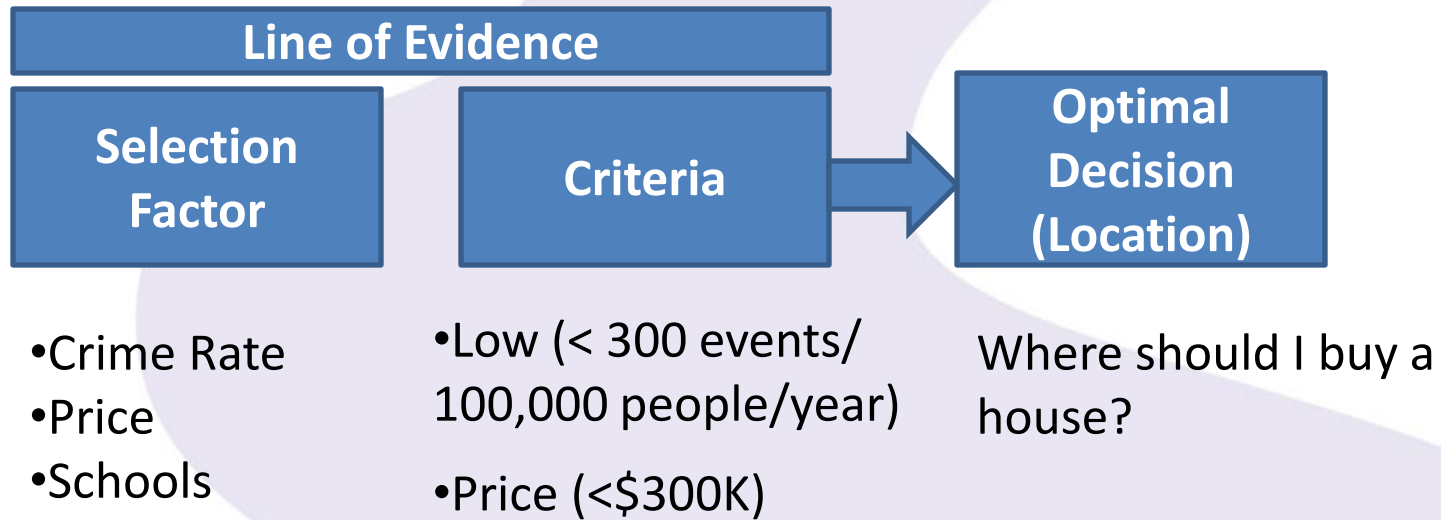 Line of Evidence
Selection
Factor
Criteria
Optimal
Decision
(Location)
•Crime Rate
•Price
•Schools
•Low (< 300 events/
100,000 people/year)
•Price (<$300K)
Where should I buy a
house?